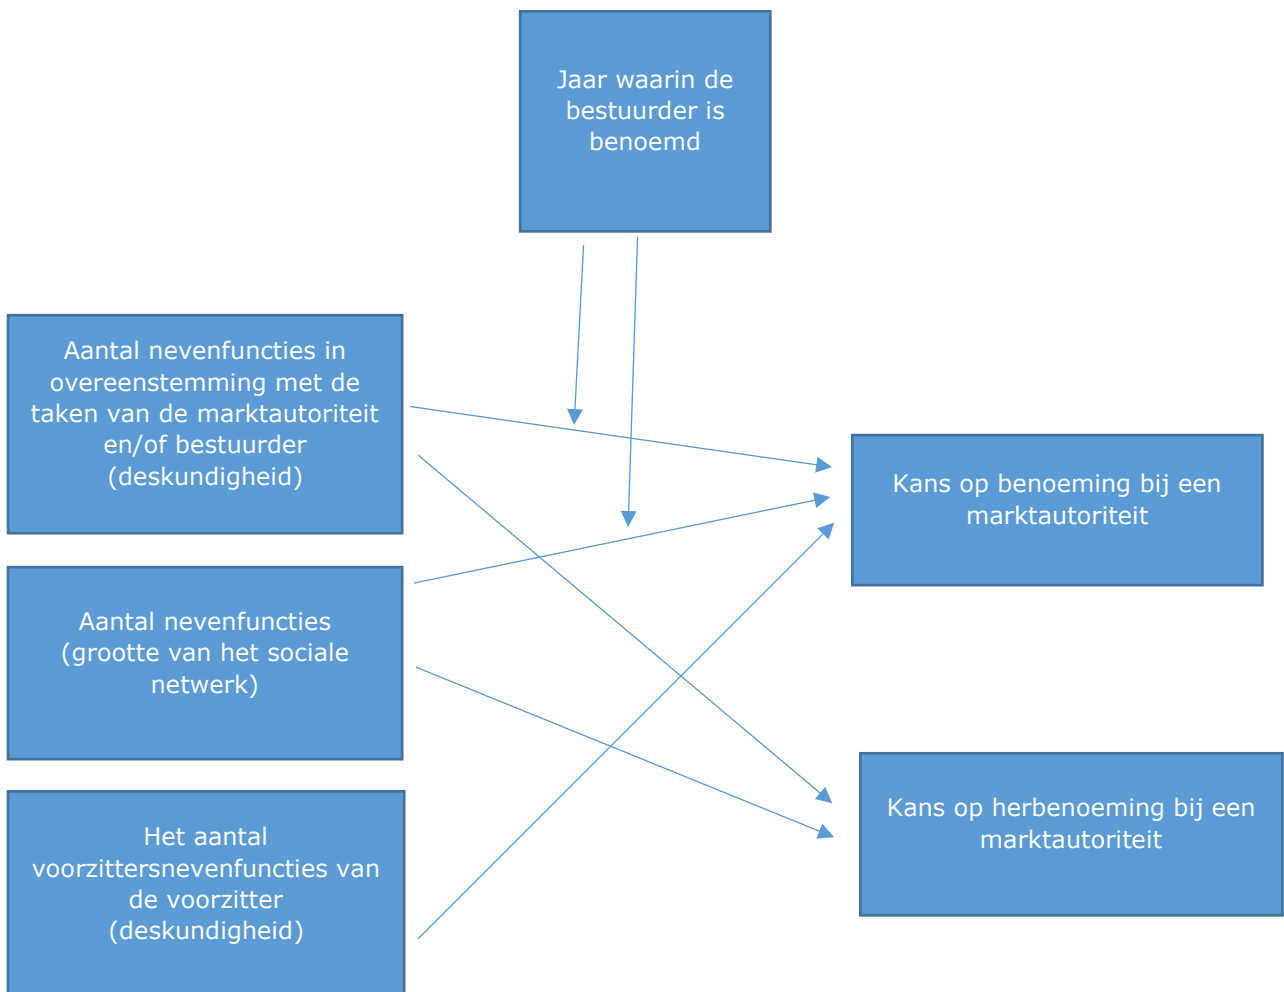 Jaar waarin de
bestuurder is
benoemd
Aantal nevenfuncties in
overeenstemming met de
taken van de marktautoriteit
en/of bestuurder
(deskundigheid)
Kans op benoeming bij een
marktautoriteit
Aantal nevenfuncties
(grootte van het sociale
netwerk)
Kans op herbenoeming bij een
marktautoriteit
Het aantal
voorzittersnevenfuncties van
de voorzitter
(deskundigheid)